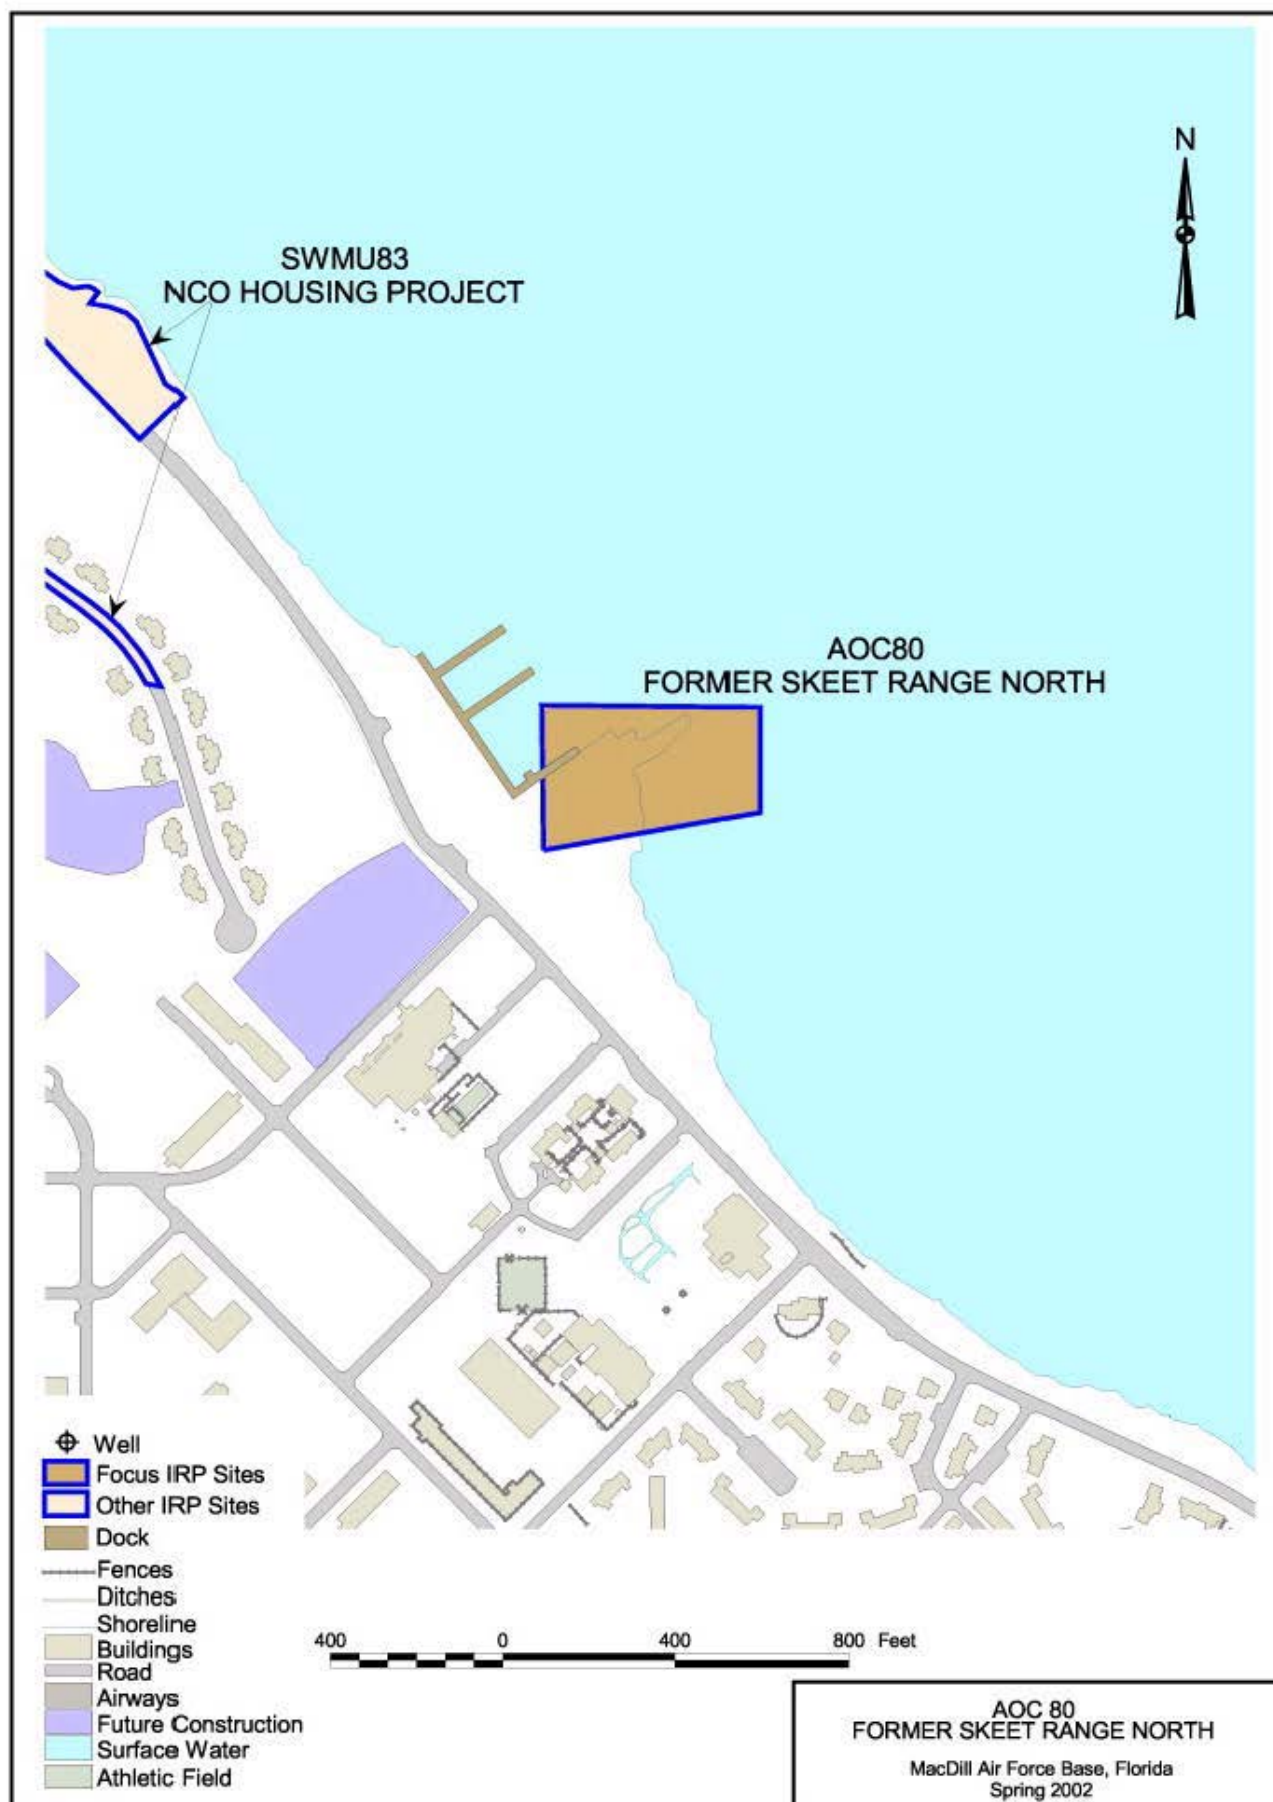 N
SWMU83
NCO HOUSING PROJECT
AOC80
FORMER SKEET RANGE NORTH
Well
Focus IRP Sites
Other IRP Sites
Dock
Fences
Ditches
Shoreline
Buildings
Road
Airways
Future Construction
Surface Water
Athletic Field
400 0 400 800 Feet
AOC 80
FORMER SKEET RANGE NORTH
MacDill Air Force Base, Florida
Spring 2002